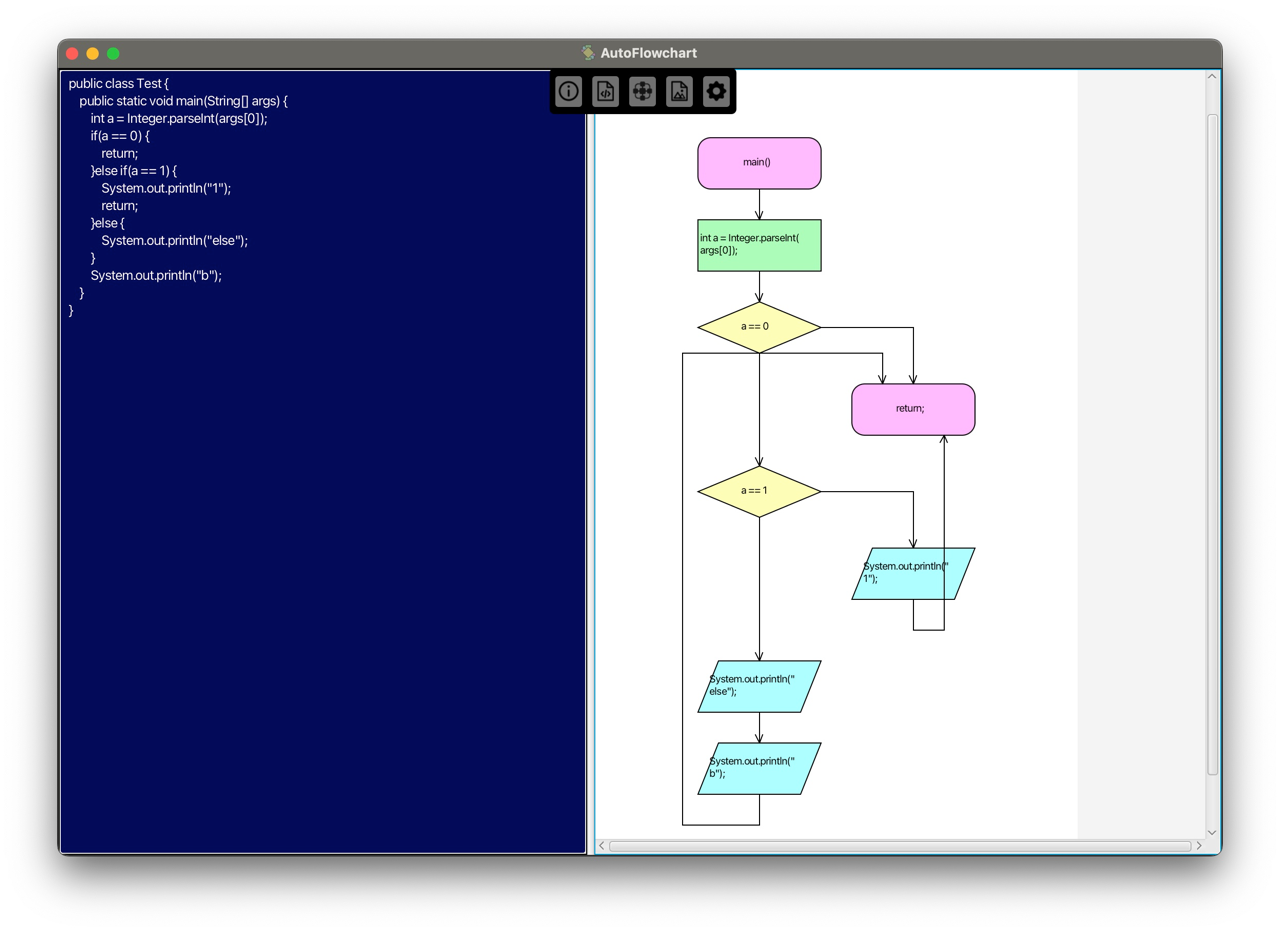 AutoFlowchart
public class Test {
public static void main(String[] args) {
int a = Integer.parseInt(args[0]);
if(a == 0) {
return;
}else if(a == 1) {
System.out.println("1");
return;
}else {
System.out.println("else");
}
System.out.println("b");
}
}
main()
int a = Integer.parseInt(
args[0]);
a == 0
return;
a == 1
System.out.println("
1");
System.out.println("
else");
System.out.println("
b");